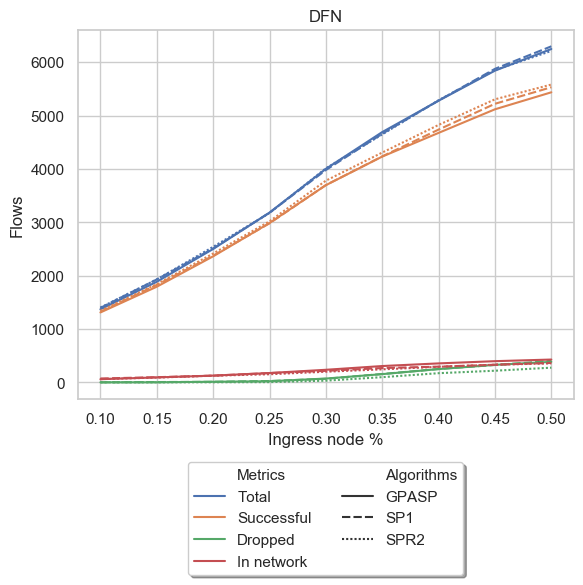 DFN
6000
5000
4000
3000
2000
1000
0
Flows
0.10 0.15 0.20 0.25 0.30 0.35 0.40 0.45 0.50
Ingress node %
Metrics Algorithms
Total GPASP
Successful SP1
Dropped SPR2
In network